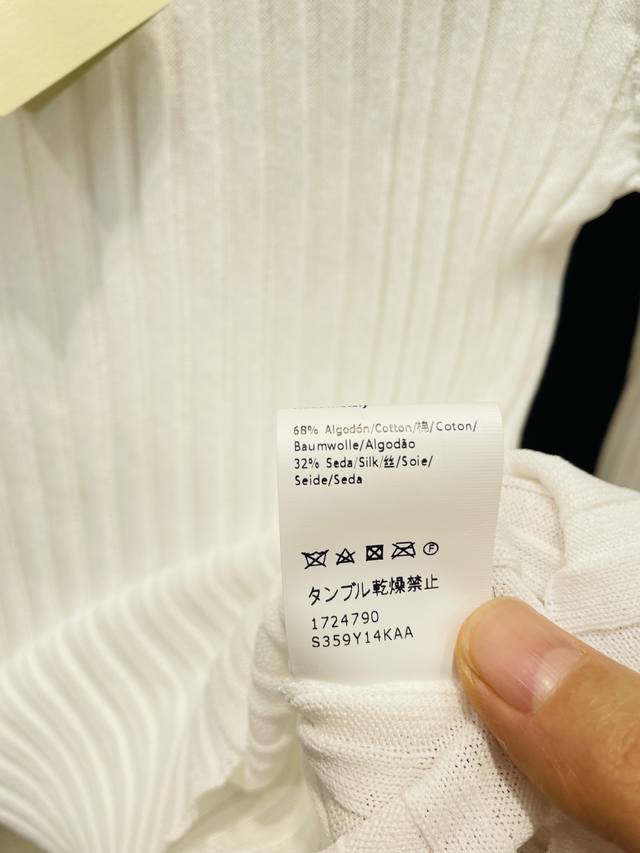 68% Algodón/Cotton/棉/Coton/
Baumwolle/Algodão
32% Seda/Silk/丝/Soie/
Seide/Seda
F
タンブル乾燥禁止
1724790
S359Y14KAA